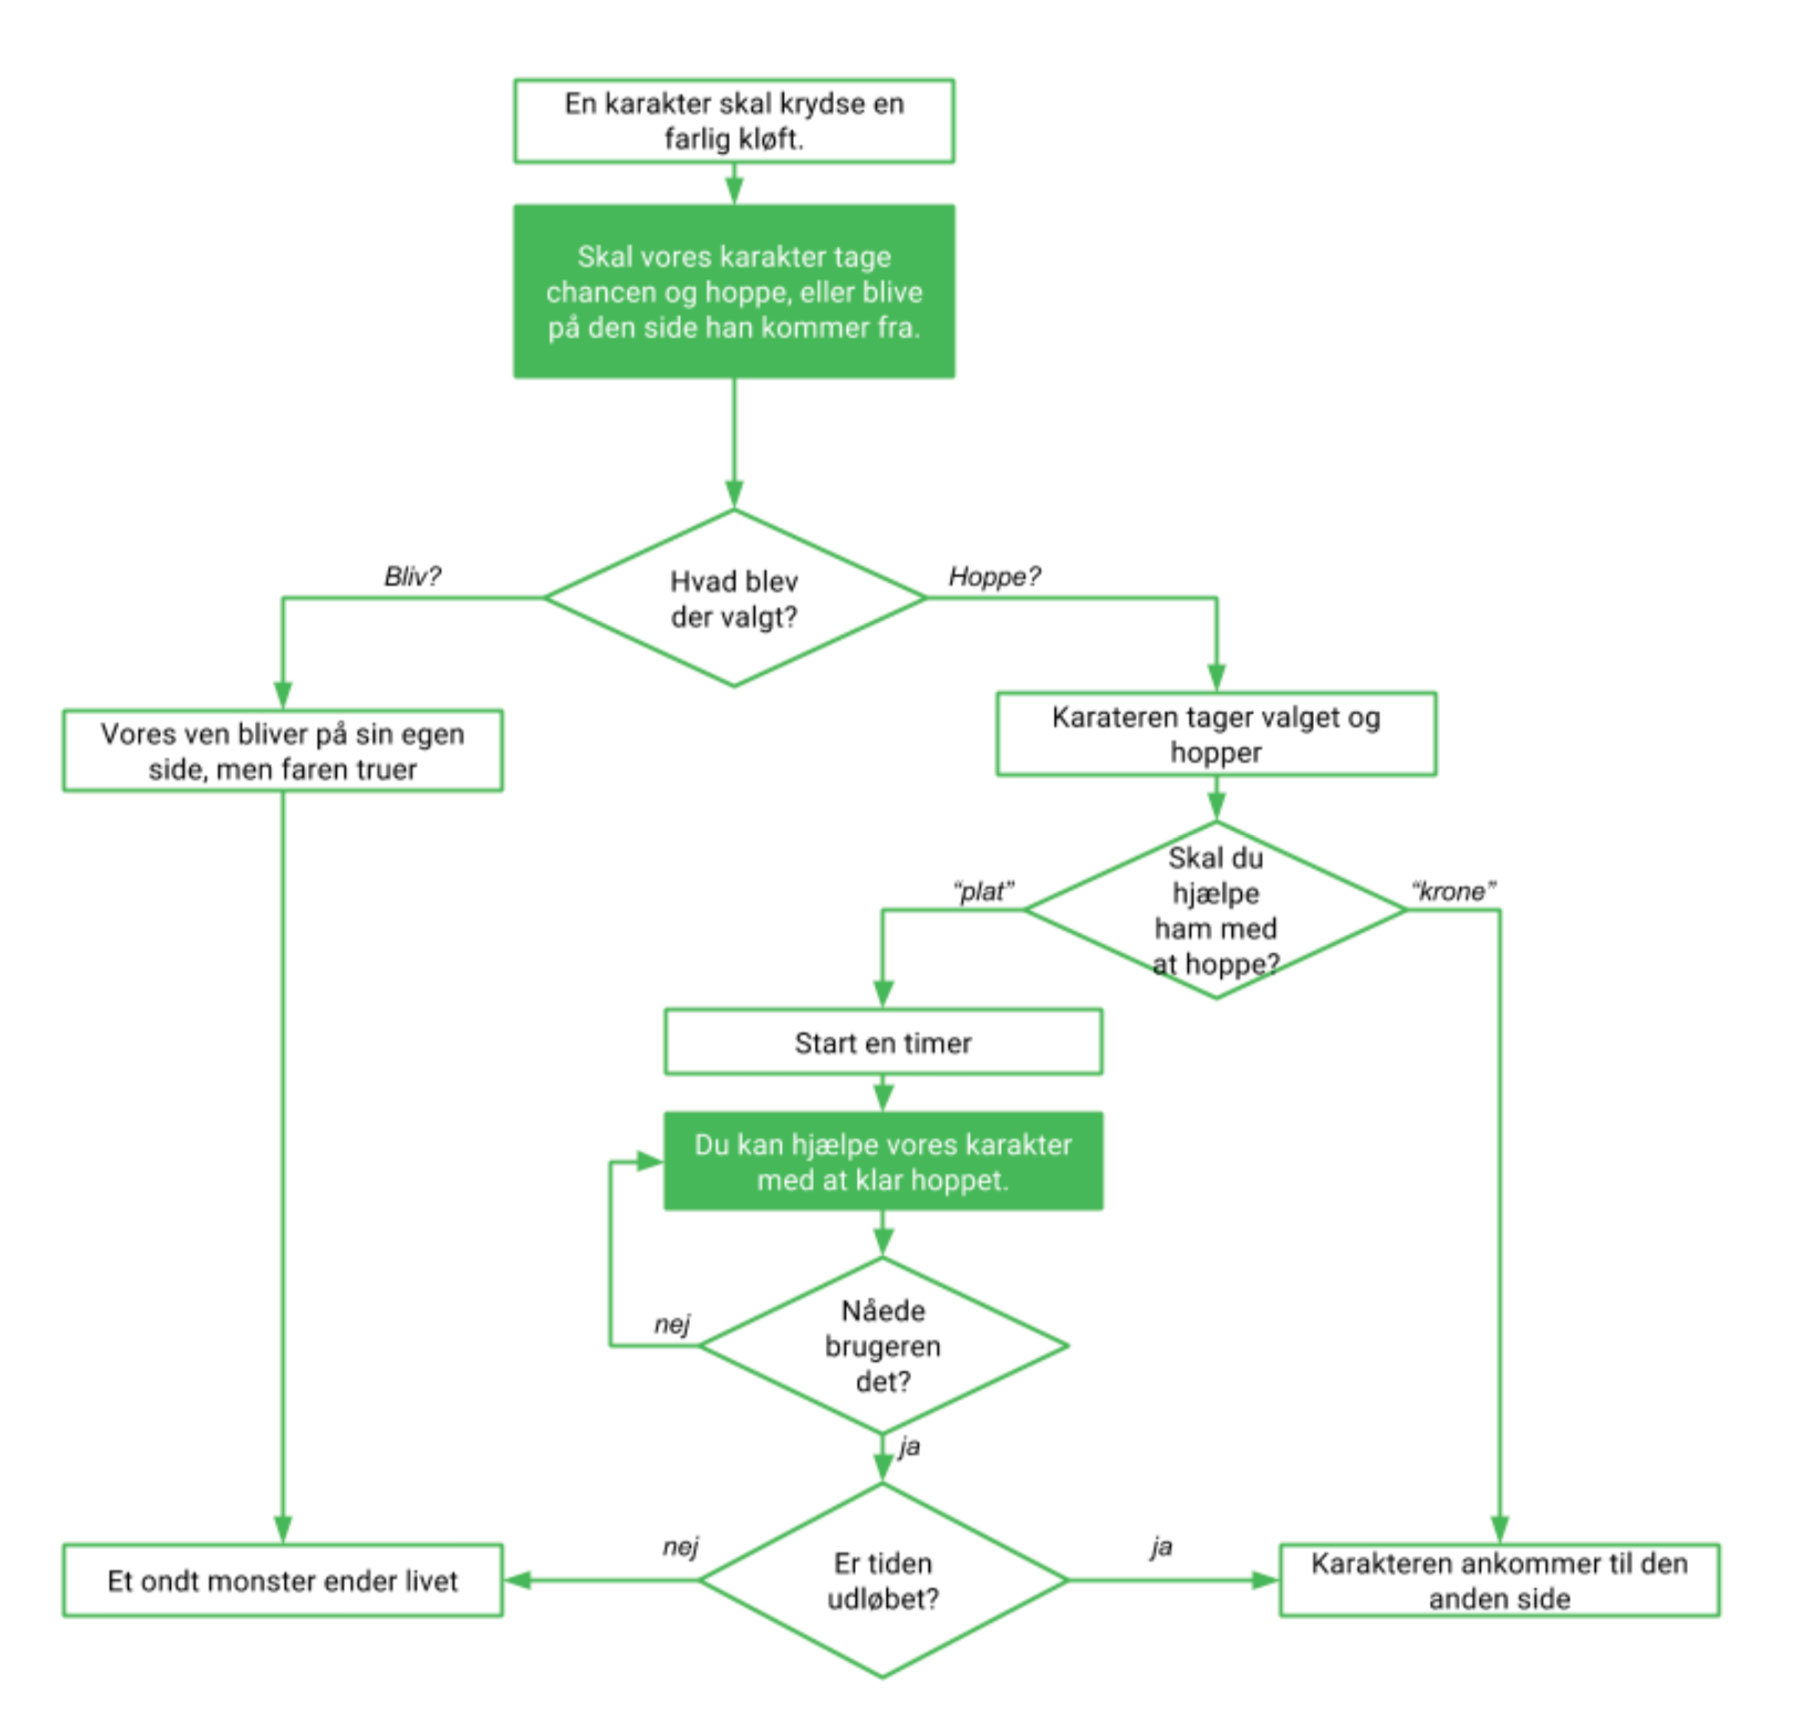 En karakter skal krydse en
farlig kløft.
Skal vores karakter tage
chancen og hoppe, eller blive
på den side han kommer fra.
Bliv?
Hvad blev
der valgt?
Hoppe?
Vores ven bliver på sin egen
side, men faren truer
Karateren tager valget og
hopper
“plat”
Skal du
hjælpe
ham med
at hoppe?
“krone”
Start en timer
Du kan hjælpe vores karakter
med at klar hoppet.
nej
Nåede
brugeren
det?
ja
Et ondt monster ender livet
nej
Er tiden
udløbet?
ja
Karakteren ankommer til den
anden side